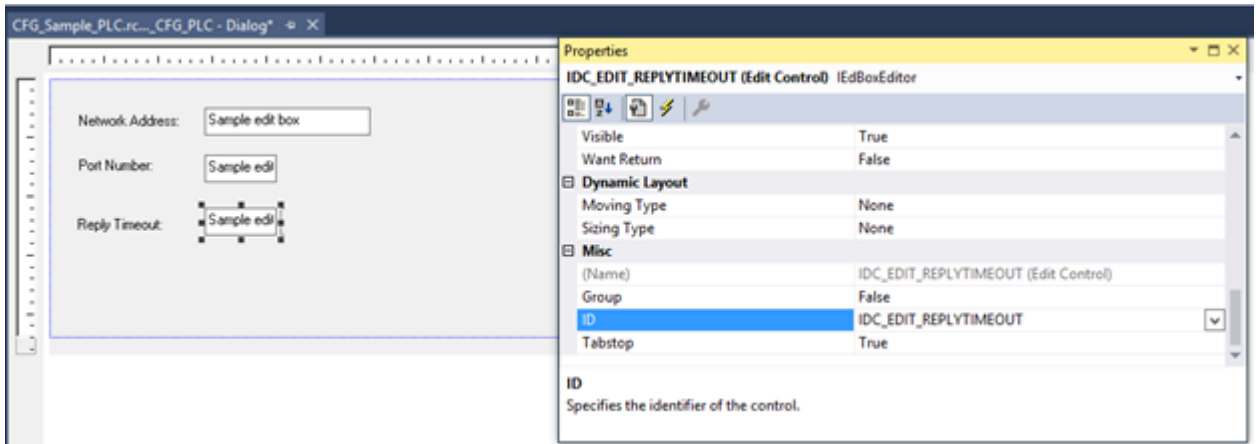 CFG_Sample_PLC.rc..._CFG_PLC - Dialog*
Network Address: Sample edit box
Port Number: Sample edit
Reply Timeout: Sample edit
Properties
IDC_EDIT_REPLYTIMEOUT (Edit Control) IEdBoxEditor
Visible True
Want Return False
Dynamic Layout
Moving Type None
Sizing Type None
Misc
(Name) IDC_EDIT_REPLYTIMEOUT (Edit Control)
Group False
ID IDC_EDIT_REPLYTIMEOUT
Tabstop True
ID
Specifies the identifier of the control.